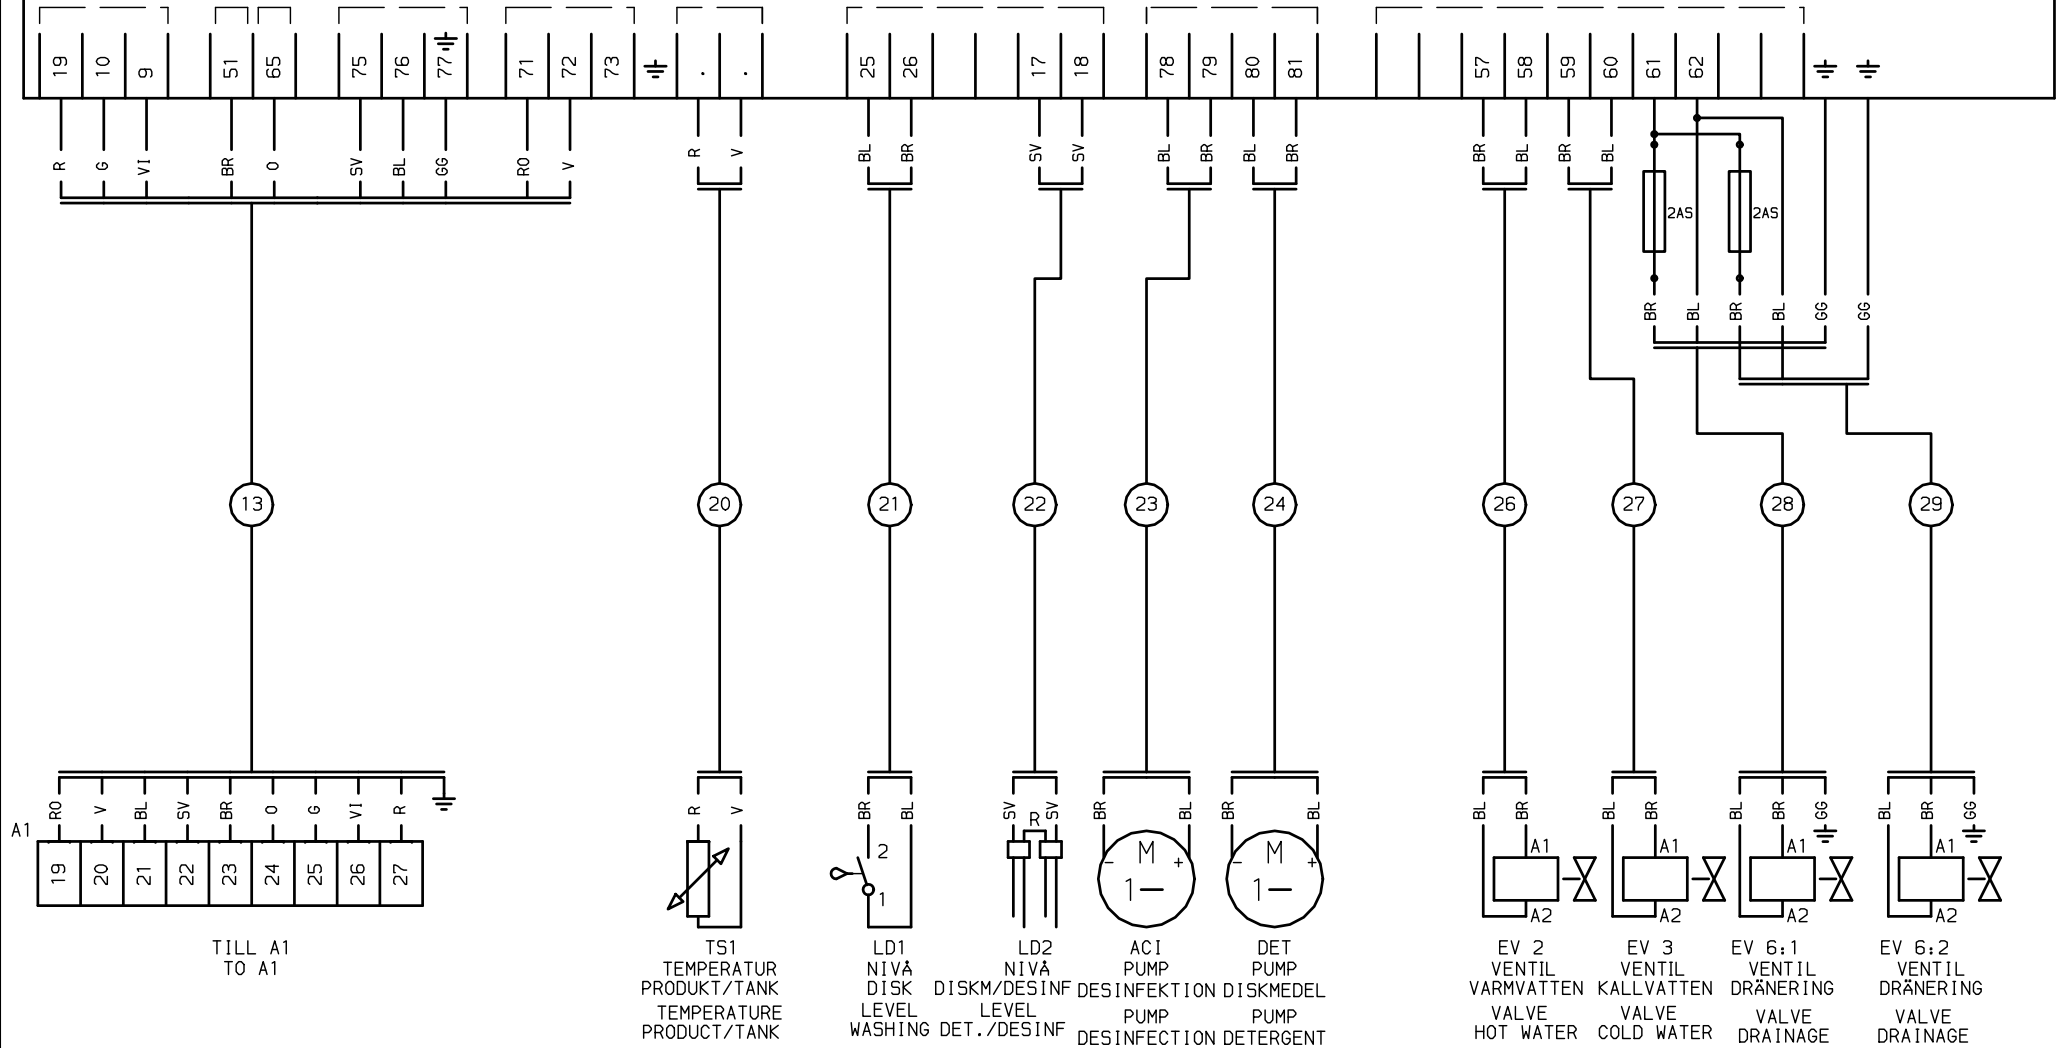 19 10 9 51 65 75 76 77 71 72 73 . . 25 26 17 18 78 79 80 81 57 58 59 60 61 62
R G VI BR O SV BL GG RO V R V BL BR SV SV BL BR BL BR BR BL BR BL
2AS 2AS
BR BL BR BL GG GG
13 20 21 22 23 24 26 27 28 29
RO V BL SV BR O G VI R R V BR BL SV R SV BR BL BR BL BL BR BL BR BL BR GG BL BR GG
A1
19 20 21 22 23 24 25 26 27
2
1
M
- +
1—
M
- +
1—
A1 A1 A1 A1
A2 A2 A2 A2
TILL A1
TO A1
TS1
TEMPERATUR
PRODUKT/TANK
TEMPERATURE
PRODUCT/TANK
LD1
NIVÅ
DISK
LEVEL
WASHING
LD2
NIVÅ
DISKM/DESINF
LEVEL
DET./DESINF
ACI
PUMP
DESINFEKTION
PUMP
DESINFECTION
DET
PUMP
DISKMEDEL
PUMP
DETERGENT
EV 2
VENTIL
VARMVATTEN
VALVE
HOT WATER
EV 3
VENTIL
KALLVATTEN
VALVE
COLD WATER
EV 6:1
VENTIL
DRÄNERING
VALVE
DRAINAGE
EV 6:2
VENTIL
DRÄNERING
VALVE
DRAINAGE